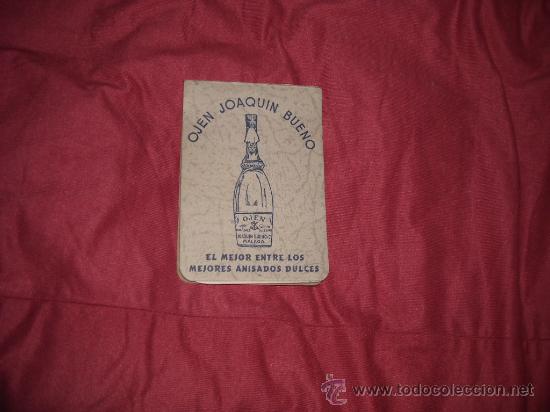 OJEN JOAQUIN BUENO
OJEN
MALAGA
EL MEJOR ENTRE LOS
MEJORES ANISADOS DULCES
www.todocoleccion.net